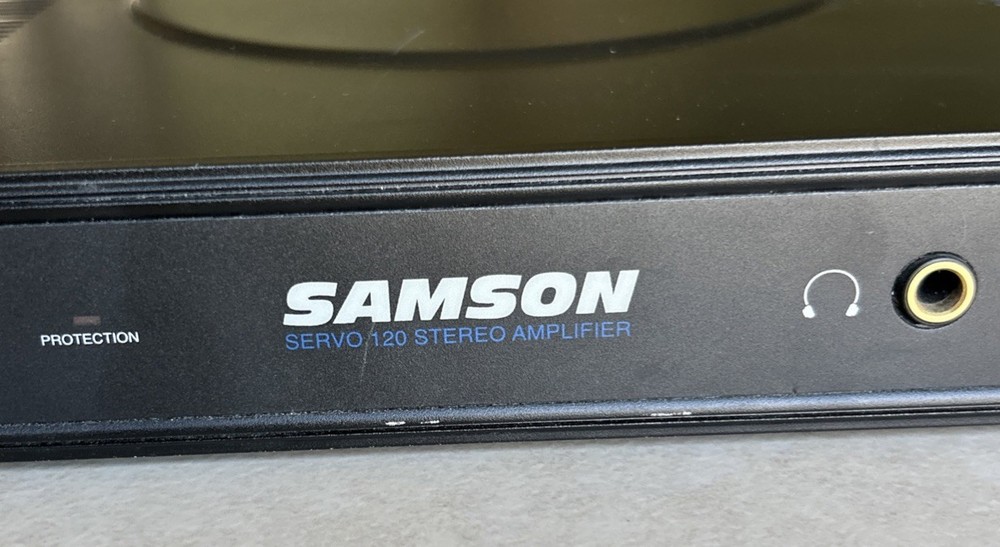 PROTECTION
SAMSON
SERVO 120 STEREO AMPLIFIER